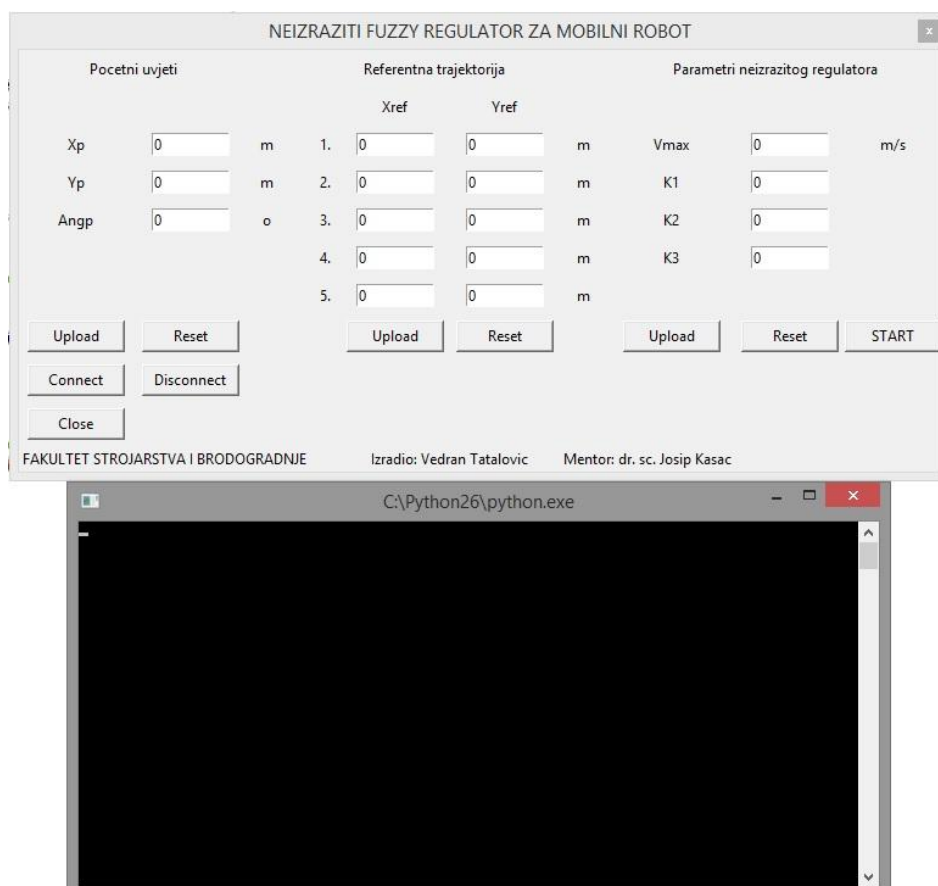 NEIZRAZITI FUZZY REGULATOR ZA MOBILNI ROBOT
x
Pocetni uvjeti Referentna trajektorija Parametri neizrazitog regulatora
Xref Yref
Xp 0 m 1. 0 0 m Vmax 0 m/s
Yp 0 m 2. 0 0 m K1 0
Angp 0 o 3. 0 0 m K2 0
4. 0 0 m K3 0
5. 0 0 m
Upload Reset Upload Reset Upload Reset START
Connect Disconnect
Close
FAKULTET STROJARSTVA I BRODOGRADNJE Izradio: Vedran Tatalovic Mentor: dr. sc. Josip Kasac
C:\Python26\python.exe